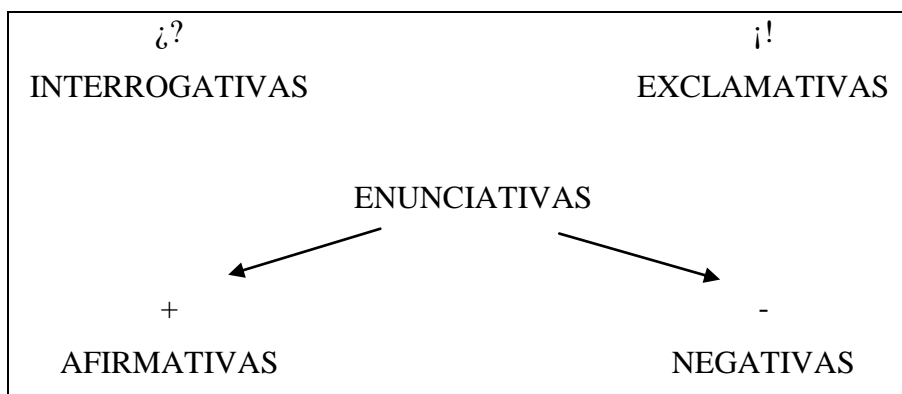 ¿? ¡!
INTERROGATIVAS EXCLAMATIVAS
ENUNCIATIVAS
+ -
AFIRMATIVAS NEGATIVAS